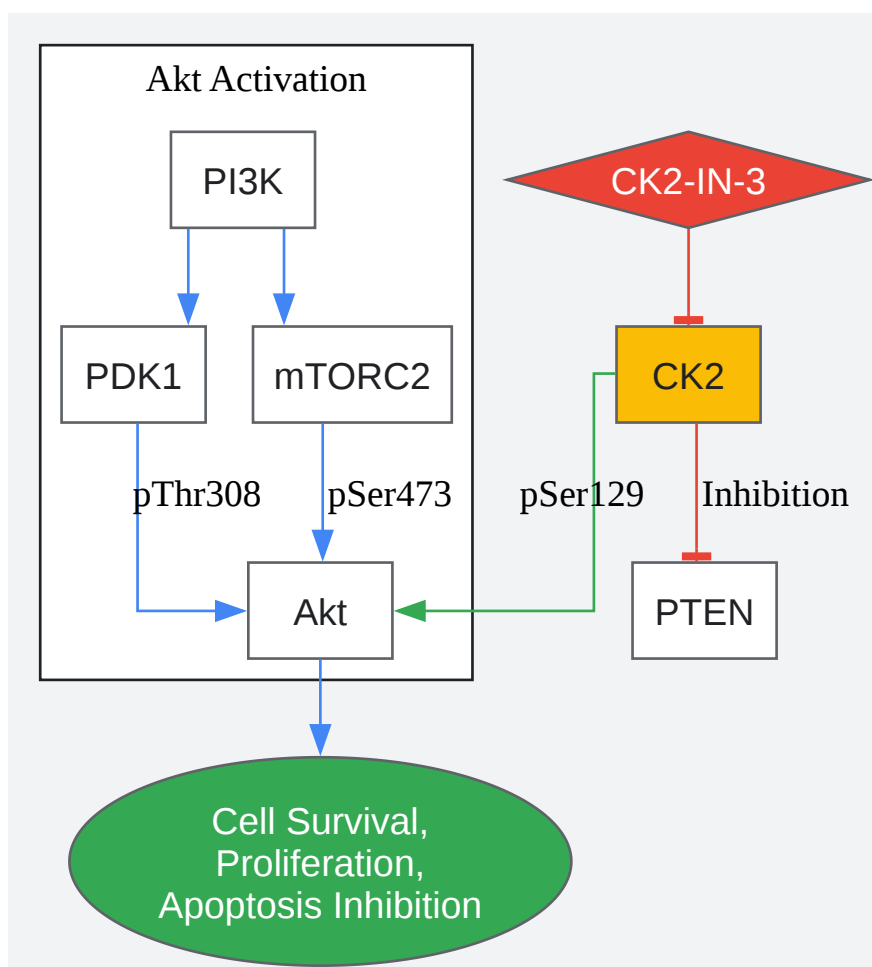 Akt Activation
PI3K
CK2-IN-3
PDK1
mTORC2
CK2
pThr308
pSer473
pSer129
Inhibition
Akt
PTEN
Cell Survival,
Proliferation,
Apoptosis Inhibition